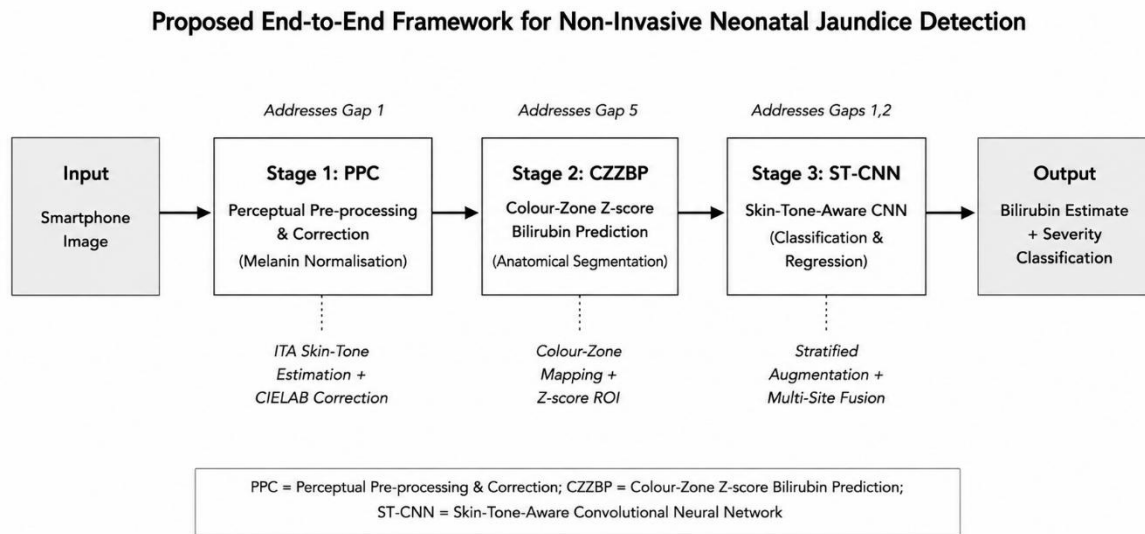 Proposed End-to-End Framework for Non-Invasive Neonatal Jaundice Detection
Addresses Gap 1
Addresses Gap 5
Addresses Gaps 1,2
Input
Smartphone
Image
Stage 1: PPC
Perceptual Pre-processing
& Correction
(Melanin Normalisation)
Stage 2: CZZBP
Colour-Zone Z-score
Bilirubin Prediction
(Anatomical Segmentation)
Stage 3: ST-CNN
Skin-Tone-Aware CNN
(Classification &
Regression)
Output
Bilirubin Estimate
+ Severity
Classification
ITA Skin-Tone
Estimation +
CIELAB Correction
Colour-Zone
Mapping +
Z-score ROI
Stratified
Augmentation +
Multi-Site Fusion
PPC = Perceptual Pre-processing & Correction; CZZBP = Colour-Zone Z-score Bilirubin Prediction;
ST-CNN = Skin-Tone-Aware Convolutional Neural Network